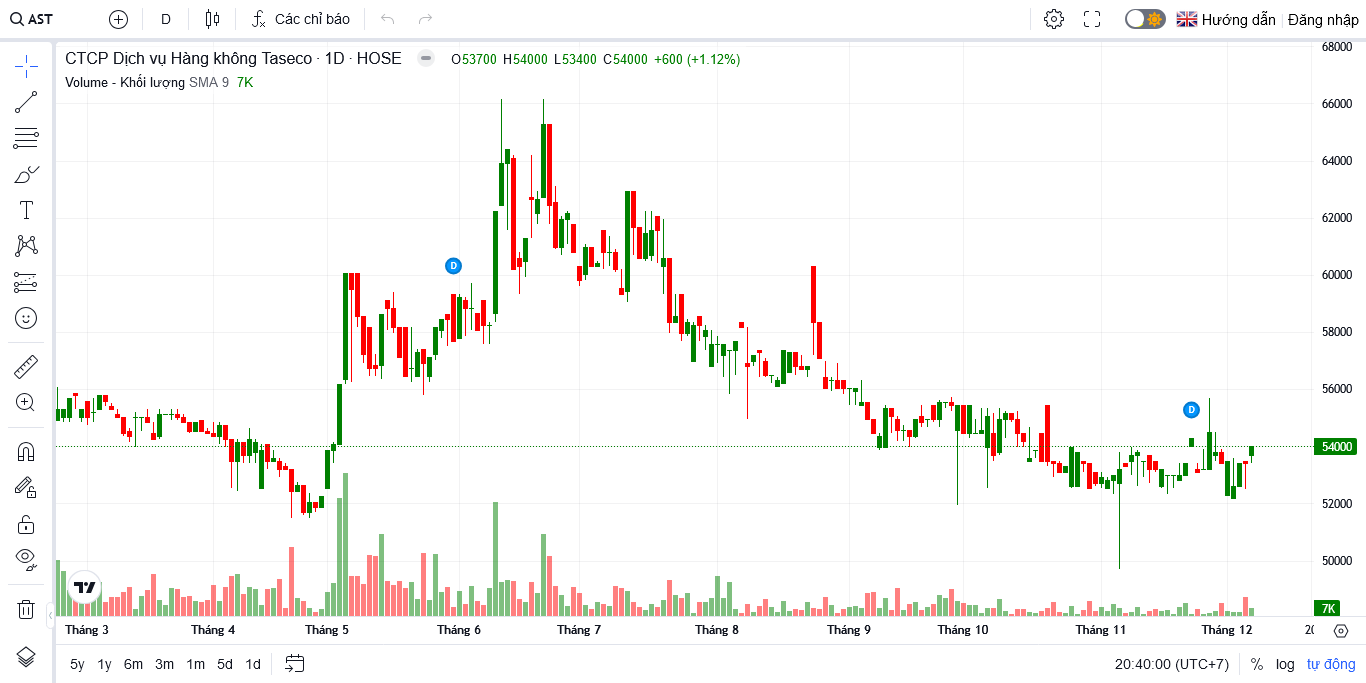 AST D Các chỉ báo Hướng dẫn Đăng nhập
CTCP Dịch vụ Hàng không Taseco · 1D · HOSE O53700 H54000 L53400 C54000 +600 (+1.12%)
Volume - Khối lượng SMA 9 7K
D
D
68000
66000
64000
62000
60000
58000
56000
54000
52000
50000
7K
Tháng 3 Tháng 4 Tháng 5 Tháng 6 Tháng 7 Tháng 8 Tháng 9 Tháng 10 Tháng 11 Tháng 12
5y 1y 6m 3m 1m 5d 1d 20:40:00 (UTC+7) % log tự động